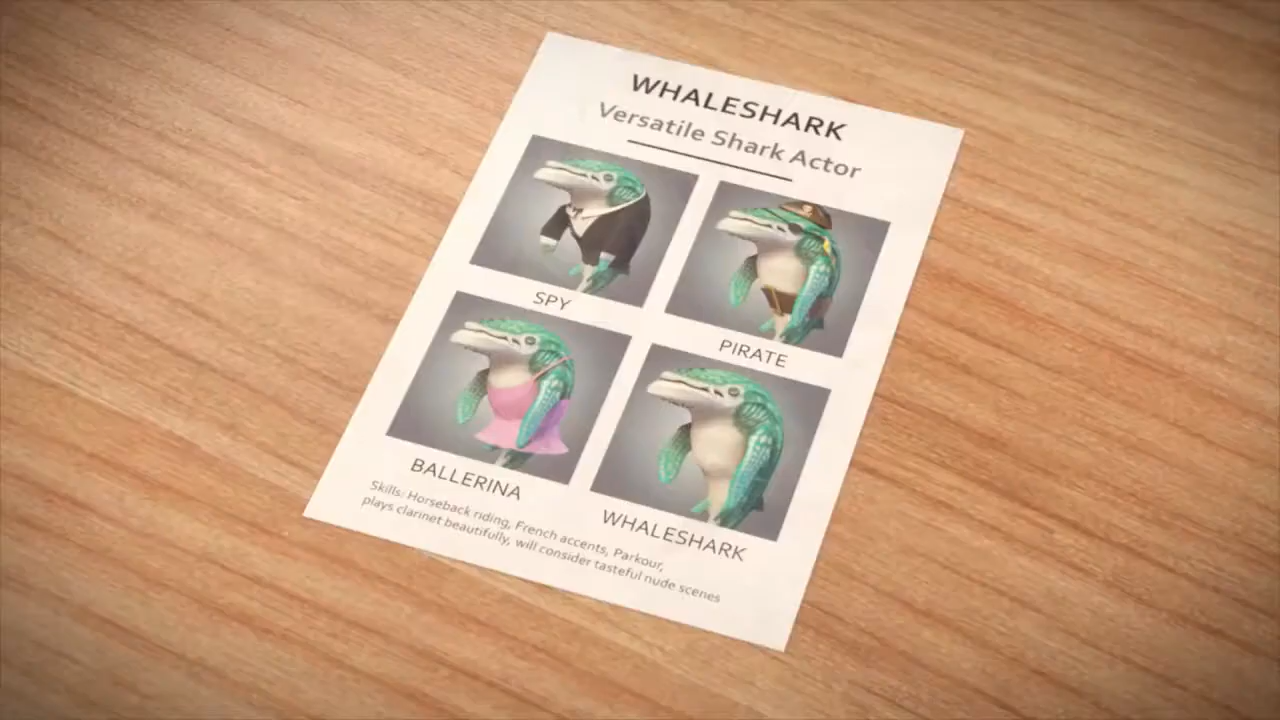 WHALESHARK
Versatile Shark Actor
SPY
PIRATE
BALLERINA
WHALESHARK
Skills: Horseback riding, French accents, Parkour,
plays clarinet beautifully, will consider tasteful nude scenes